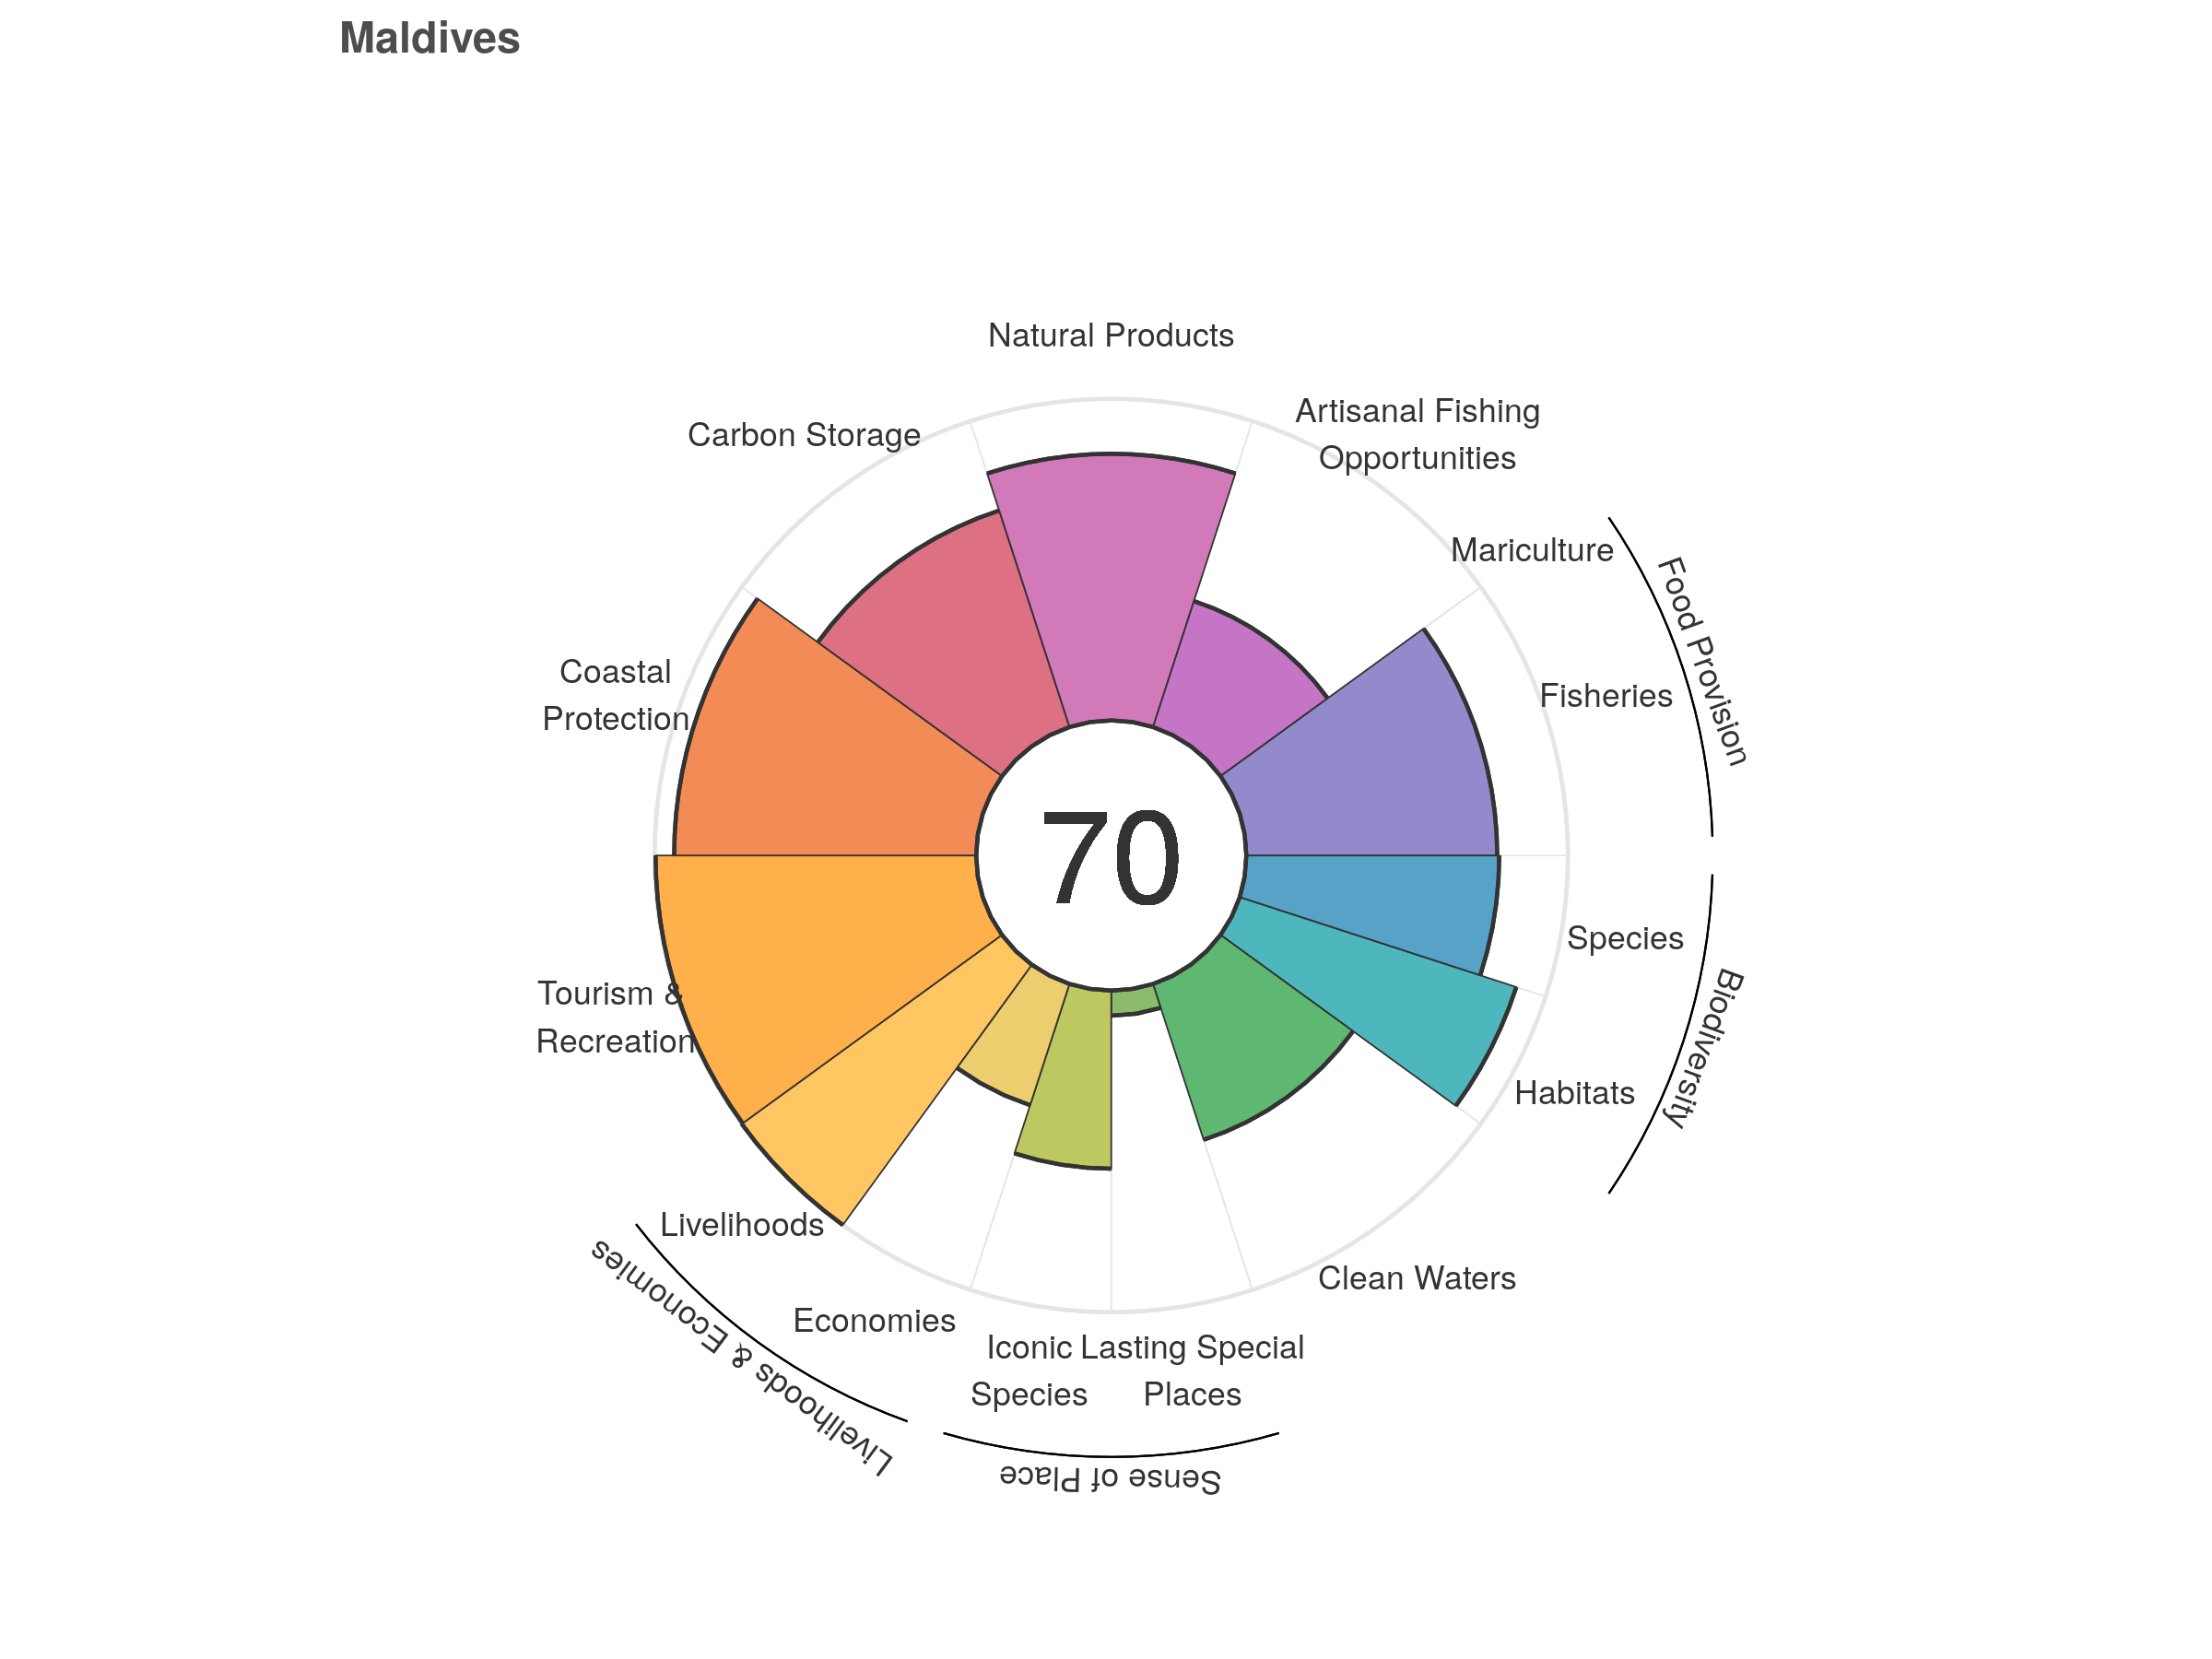 Maldives
Natural Products
Artisanal Fishing
Opportunities
Carbon Storage
Mariculture
Food Provision
Fisheries
Coastal
Protection
70
Species
Biodiversity
Habitats
Tourism &
Recreation
Livelihoods
Livelihoods & Economies
Clean Waters
Economies
Iconic
Species
Lasting Special
Places
Sense of Place